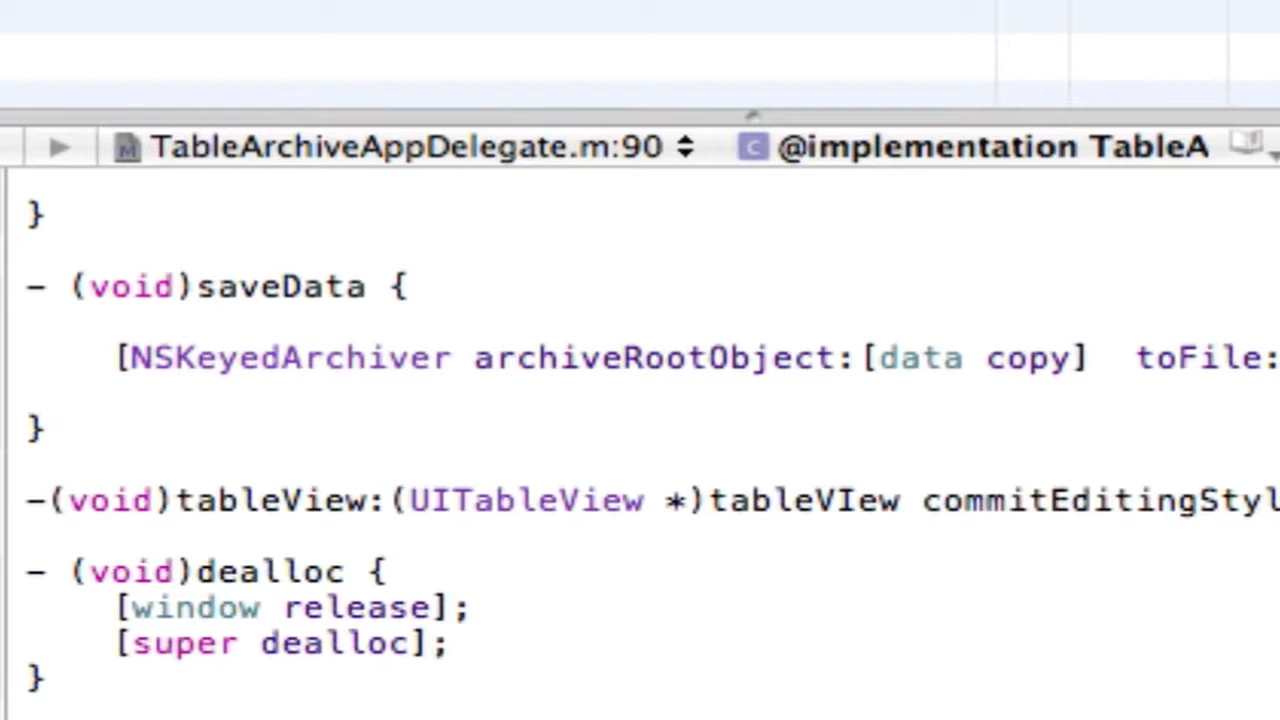 TableArchiveAppDelegate.m:90 @implementation TableA
}
- (void)saveData {
[NSKeyedArchiver archiveRootObject:[data copy] toFile:
}
-(void)tableView:(UITableView *)tableVIew commitEditingStyl
- (void)dealloc {
[window release];
[super dealloc];
}